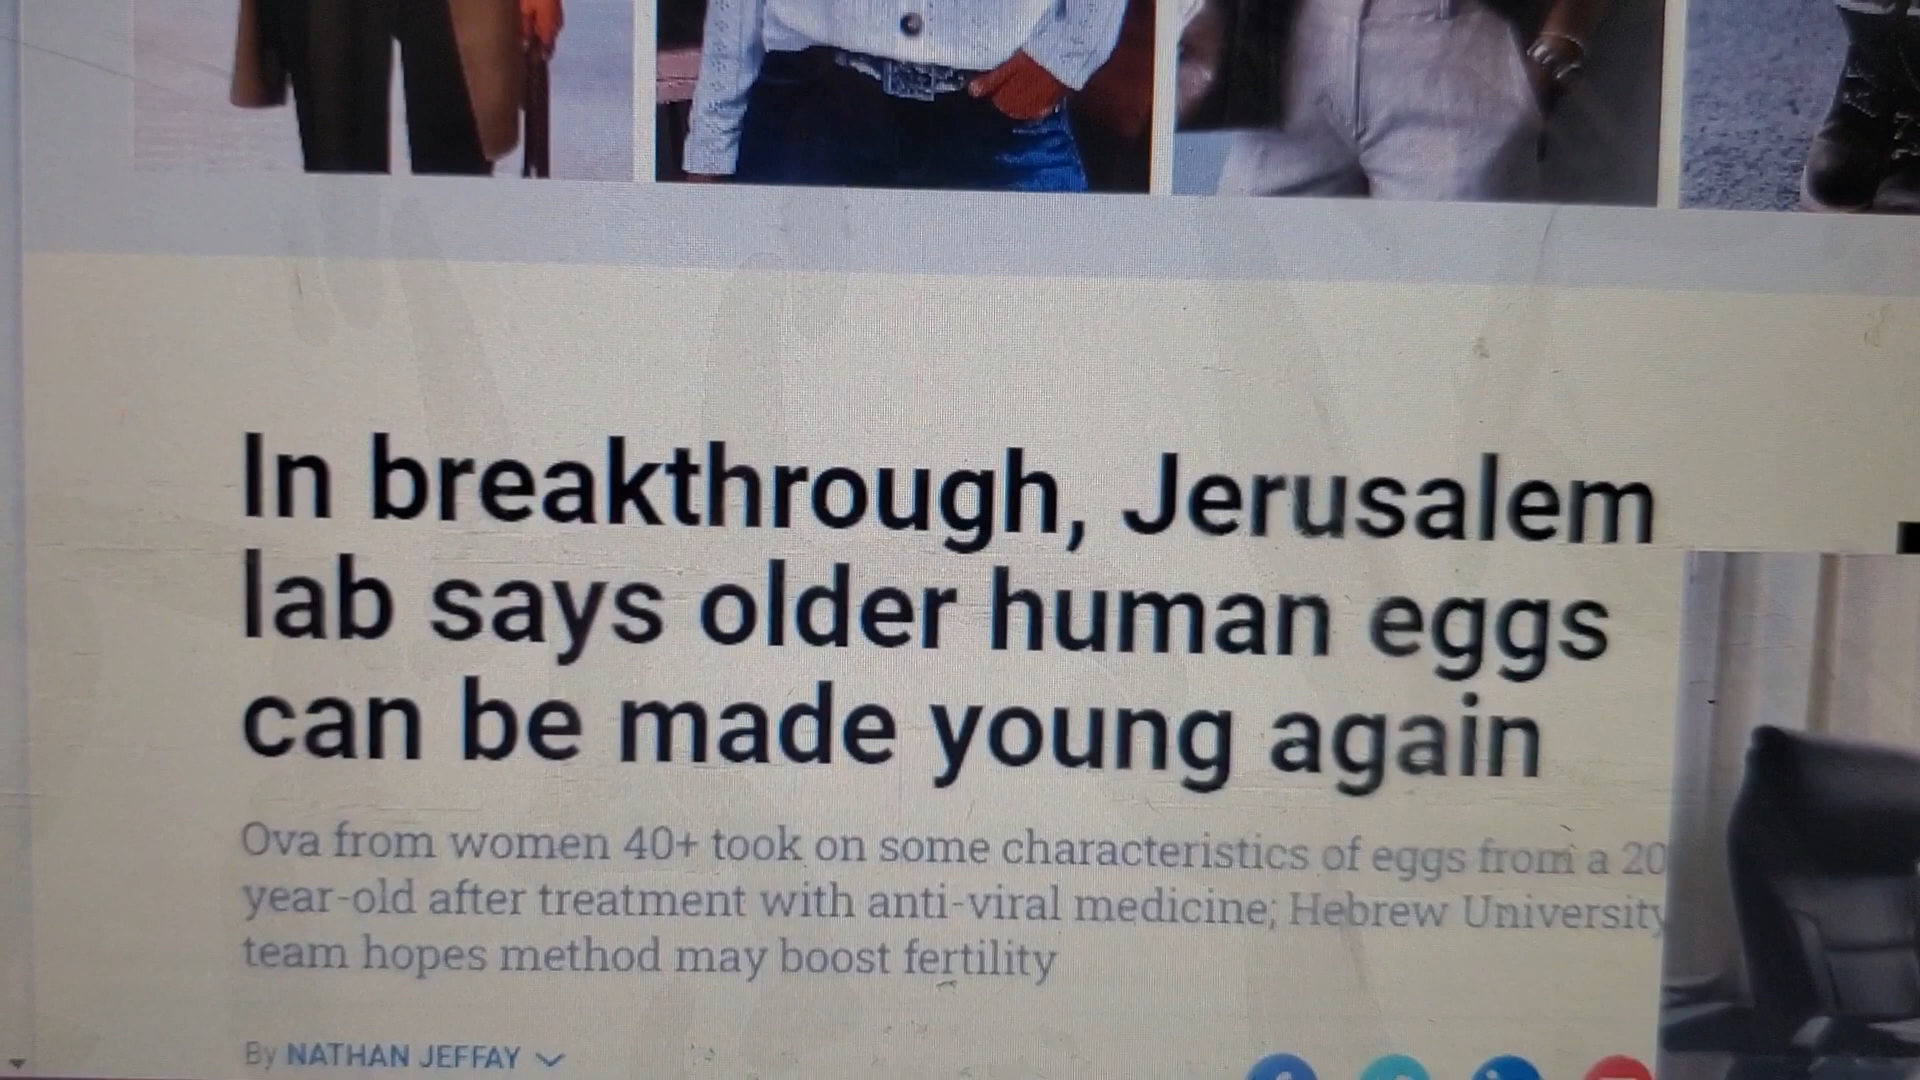 In breakthrough, Jerusalem
lab says older human eggs
can be made young again
Ova from women 40+ took on some characteristics of eggs from a 20
year-old after treatment with anti-viral medicine; Hebrew University
team hopes method may boost fertility
By NATHAN JEFFAY